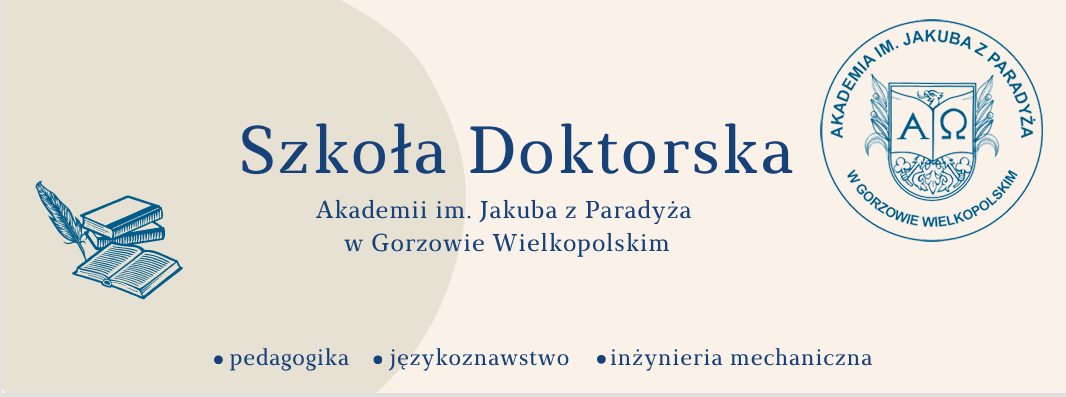 Szkoła Doktorska
Akademii im. Jakuba z Paradyża
w Gorzowie Wielkopolskim
AKADEMIA IM. JAKUBA Z PARADYŻA
A Ω
W GORZOWIE WIELKOPOLSKIM
• pedagogika • językoznawstwo • inżynieria mechaniczna